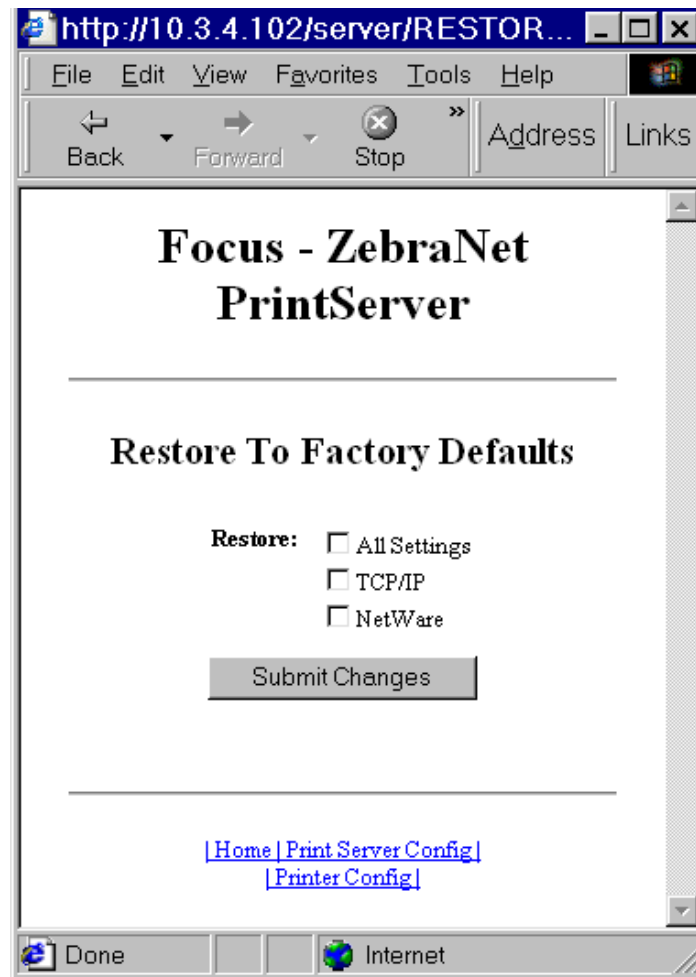 http://10.3.4.102/server/RESTOR...
File Edit View Favorites Tools Help
Back Forward Stop » Address Links
Focus - ZebraNet
PrintServer
Restore To Factory Defaults
Restore: All Settings
TCP/IP
NetWare
Submit Changes
| Home | Print Server Config |
| Printer Config |
Done Internet